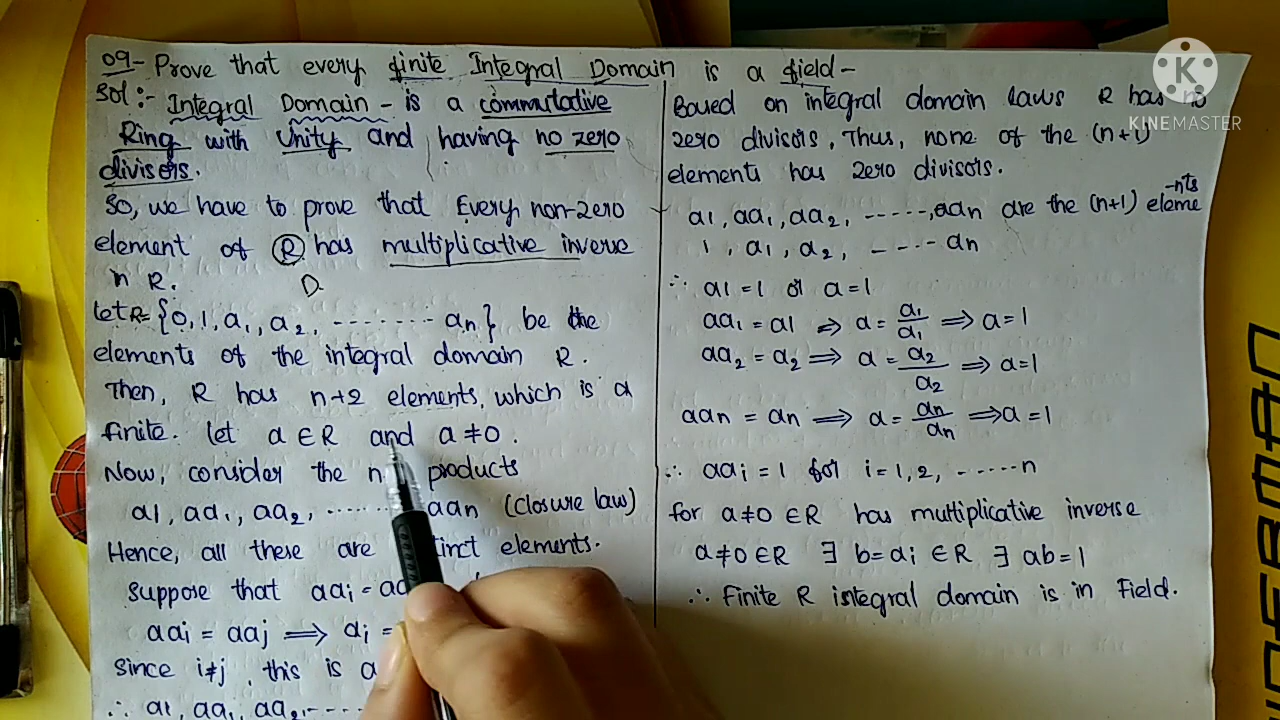 09- Prove that every finite Integral Domain is a field-
Sol:- Integral Domain - is a commutative
Ring with Unity and having no zero
divisors.
So, we have to prove that Every non-zero
element of R has multiplicative inverse
in R. D
Let R= {0, 1, a1, a2, ........ an} be the
elements of the integral domain R.
Then, R has n+2 elements, which is a
finite. Let a ∈ R and a ≠ 0.
Now, consider the n products
a1, aa1, aa2, ...... aan (closure law)
Hence, all these are tinct elements.
Suppose that aai = aa
aai = aaj ⟹ ai =
Since i≠j, this is a
∴ a1, aa1, aa2, ....
Based on integral domain laws R has no
zero divisors, Thus, none of the (n+1)
elements has zero divisors.
a1, aa1, aa2, ......, aan are the (n+1) eleme-nts
1, a1, a2, ..... an
∴ a1 = 1 or a = 1
aa1 = a1 ⟹ a = a1/a1 ⟹ a = 1
aa2 = a2 ⟹ a = a2/a2 ⟹ a = 1
aan = an ⟹ a = an/an ⟹ a = 1
∴ aai = 1 for i = 1, 2, ......n
for a ≠ 0 ∈ R has multiplicative inverse
a ≠ 0 ∈ R ∃ b = ai ∈ R ∃ ab = 1
∴ Finite R integral domain is in Field.
K
KINEMASTER